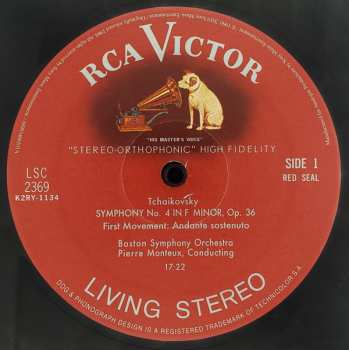 RCA VICTOR
"HIS MASTER'S VOICE"
"STEREO-ORTHOPHONIC" HIGH FIDELITY
LSC
2369
K2RY-1134
SIDE 1
RED SEAL
Tchaikovsky
SYMPHONY No. 4 IN F MINOR, Op. 36
First Movement: Andante sostenuto
Boston Symphony Orchestra
Pierre Monteux, Conducting
17:22
LIVING STEREO
DOG & PHONOGRAPH DESIGN IS A REGISTERED TRADEMARK OF TECHNICOLOR S.A.